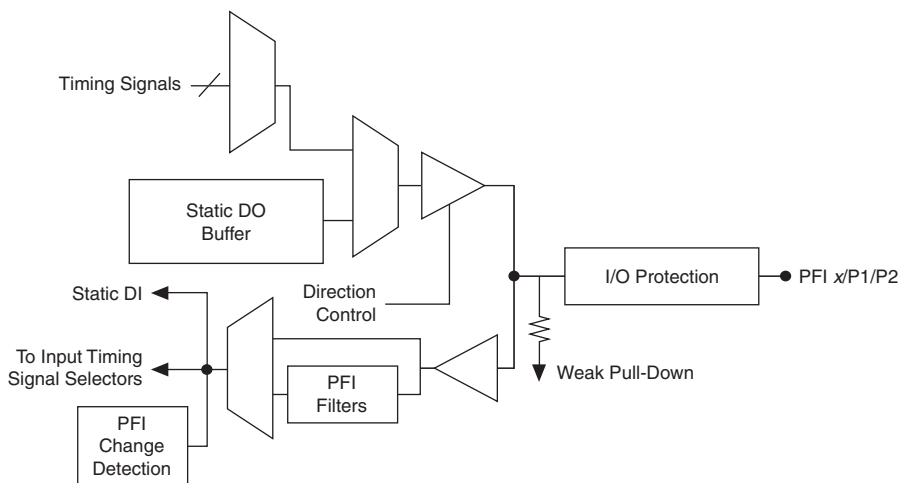 Timing Signals
Static DO
Buffer
I/O Protection
PFI x/P1/P2
Static DI
Direction
Control
To Input Timing
Signal Selectors
PFI
Filters
Weak Pull-Down
PFI
Change
Detection